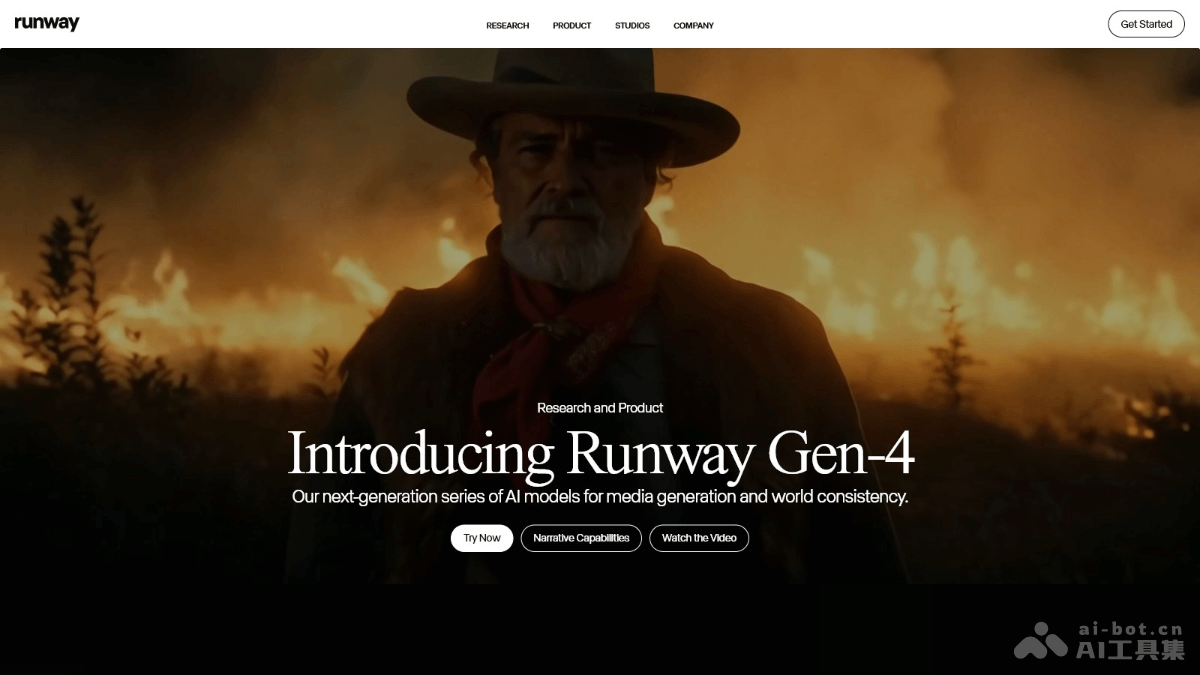 runway
RESEARCH PRODUCT STUDIOS COMPANY
Get Started
Research and Product
Introducing Runway Gen-4
Our next-generation series of AI models for media generation and world consistency.
Try Now Narrative Capabilities Watch the Video
ai-bot.cn
AI工具集